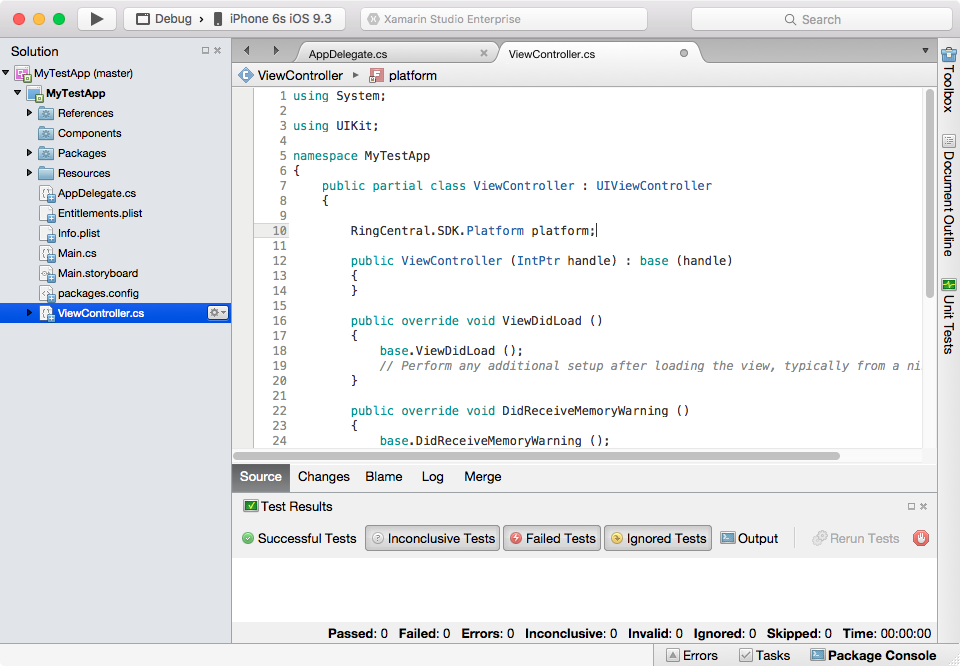 Debug › iPhone 6s iOS 9.3
Xamarin Studio Enterprise
Search
Solution
MyTestApp (master)
MyTestApp
References
Components
Packages
Resources
AppDelegate.cs
Entitlements.plist
Info.plist
Main.cs
Main.storyboard
packages.config
ViewController.cs
AppDelegate.cs
ViewController.cs
ViewController ▸ platform
1 using System;
2
3 using UIKit;
4
5 namespace MyTestApp
6 {
7 public partial class ViewController : UIViewController
8 {
9
10 RingCentral.SDK.Platform platform;
11
12 public ViewController (IntPtr handle) : base (handle)
13 {
14 }
15
16 public override void ViewDidLoad ()
17 {
18 base.ViewDidLoad ();
19 // Perform any additional setup after loading the view, typically from a ni
20 }
21
22 public override void DidReceiveMemoryWarning ()
23 {
24 base.DidReceiveMemoryWarning ();
Source Changes Blame Log Merge
Test Results
Successful Tests Inconclusive Tests Failed Tests Ignored Tests Output Rerun Tests
Passed: 0 Failed: 0 Errors: 0 Inconclusive: 0 Invalid: 0 Ignored: 0 Skipped: 0 Time: 00:00:00
Errors Tasks Package Console
Toolbox
Document Outline
Unit Tests